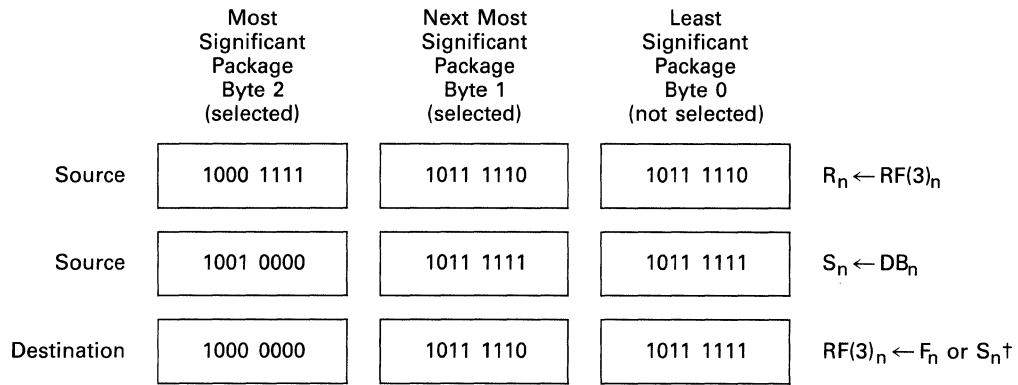 Most Significant Package Byte 2 (selected)
Next Most Significant Package Byte 1 (selected)
Least Significant Package Byte 0 (not selected)
Source 1000 1111 1011 1110 1011 1110 Rn ← RF(3)n
Source 1001 0000 1011 1111 1011 1111 Sn ← DBn
Destination 1000 0000 1011 1110 1011 1111 RF(3)n ← Fn or Sn†